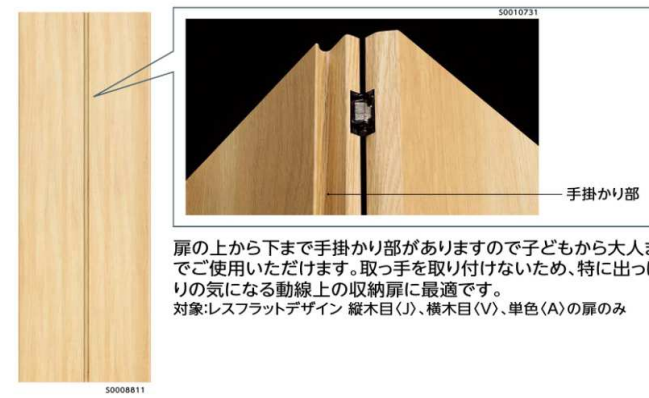 S0010731
手掛かり部
扉の上から下まで手掛かり部がありますので子どもから大人ま
でご使用いただけます。取っ手を取り付けないため、特に出っぱ
りの気になる動線上の収納扉に最適です。
対象:レスフラットデザイン 縦木目〈J〉、横木目〈V〉、単色〈A〉の扉のみ
S0008811